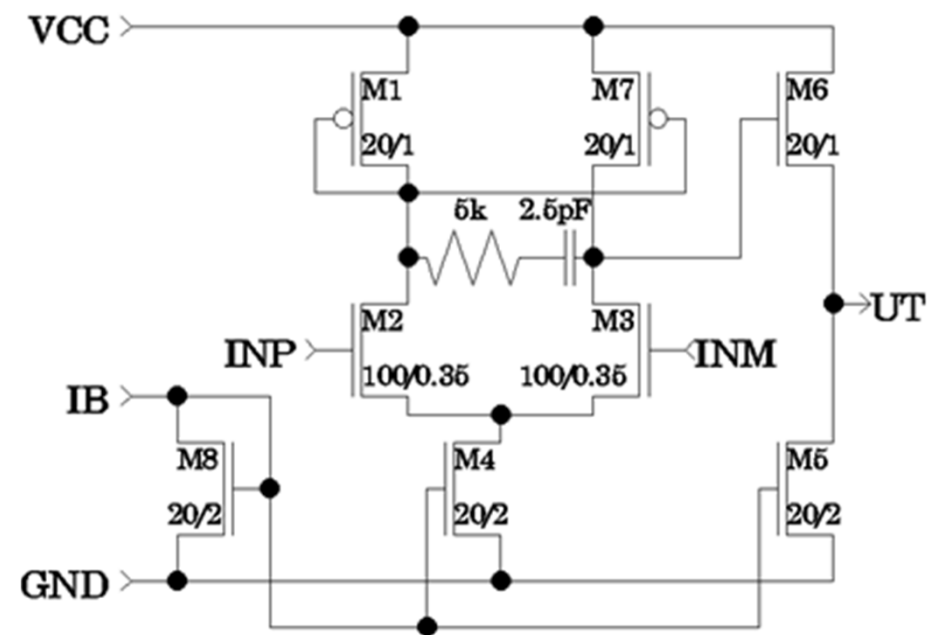 VCC
M1
M7
M6
20/1
20/1
20/1
5k
2.5pF
UT
M2
M3
INP
INM
100/0.35
100/0.35
IB
M8
M4
M5
20/2
20/2
20/2
GND